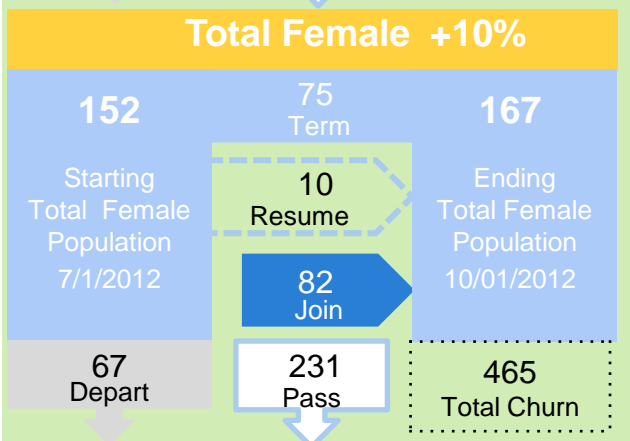 Total Female +10%
152
75
Term
167
Starting
Total Female
Population
7/1/2012
10
Resume
Ending
Total Female
Population
10/01/2012
82
Join
67
Depart
231
Pass
465
Total Churn